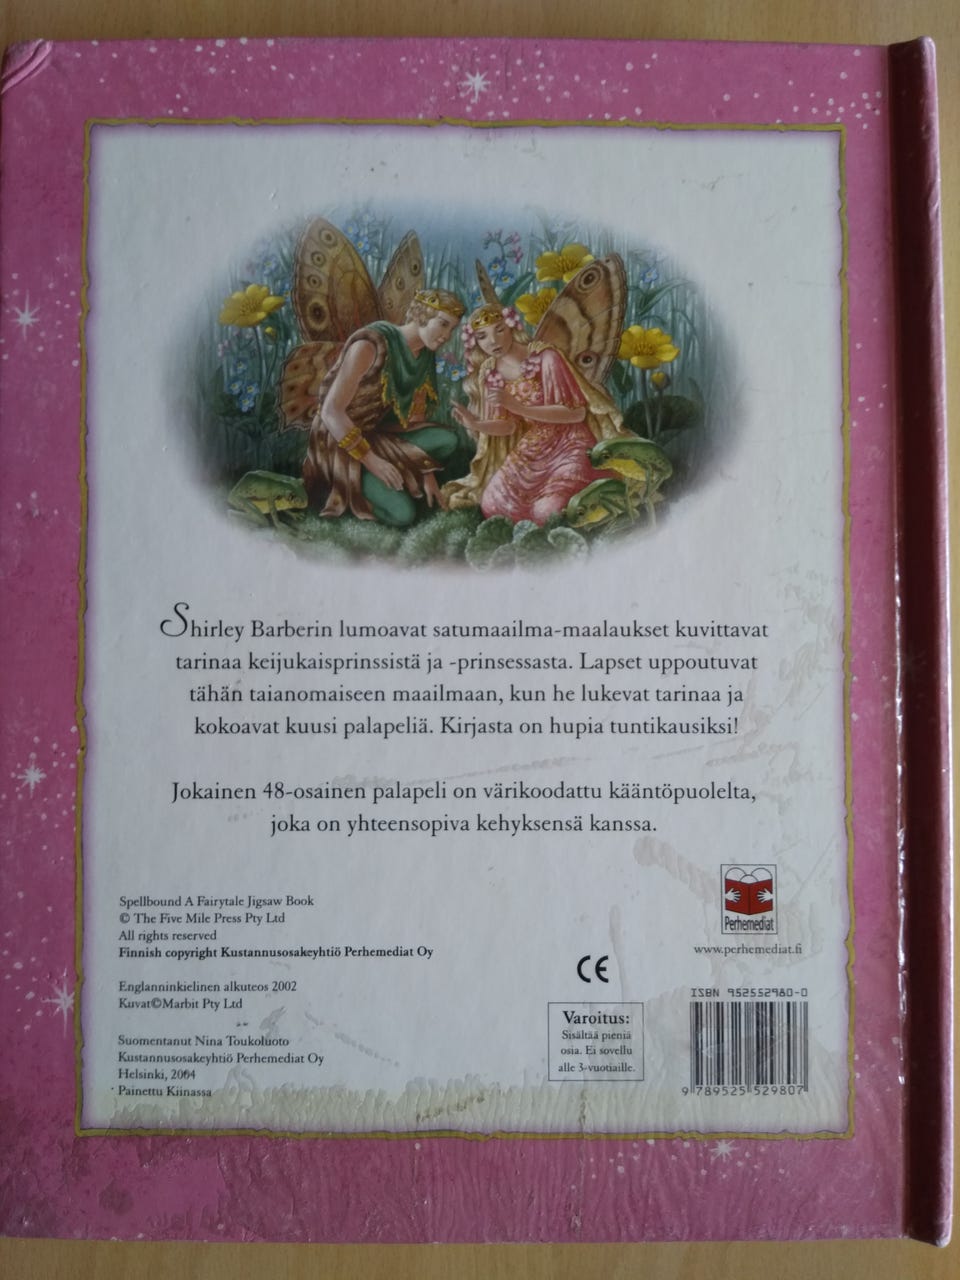 Shirley Barberin lumoavat satumaailma-maalaukset kuvittavat
tarinaa keijukaisprinssistä ja -prinsessasta. Lapset uppoutuvat
tähän taianomaiseen maailmaan, kun he lukevat tarinaa ja
kokoavat kuusi palapeliä. Kirjasta on hupia tuntikausiksi!
Jokainen 48-osainen palapeli on värikoodattu kääntöpuolelta,
joka on yhteensopiva kehyksensä kanssa.
Spellbound A Fairytale Jigsaw Book
© The Five Mile Press Pty Ltd
All rights reserved
Finnish copyright Kustannusosakeyhtiö Perhemediat Oy
Englanninkielinen alkuteos 2002
Kuvat©Marbit Pty Ltd
Suomentanut Nina Toukoluoto
Kustannusosakeyhtiö Perhemediat Oy
Helsinki, 2004
Painettu Kiinassa
CE
Varoitus:
Sisältää pieniä
osia. Ei sovellu
alle 3-vuotiaille.
Perhemediat
www.perhemediat.fi
ISBN 952552980-0
9 789525 529807